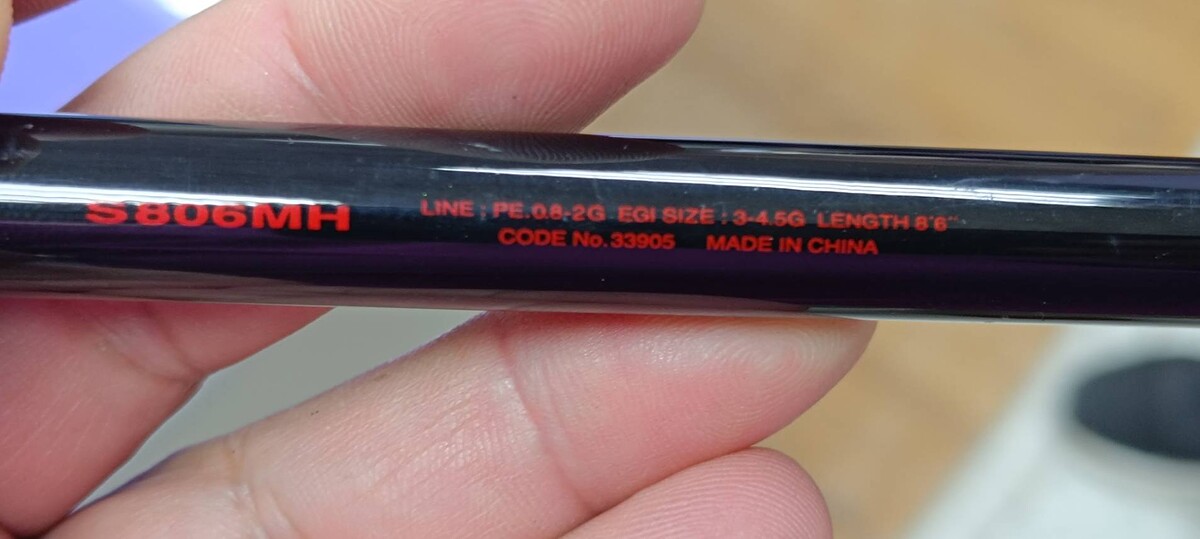 S806MH
LINE : PE.0.8-2G EGI SIZE : 3-4.5G LENGTH 8'6"
CODE No.33905 MADE IN CHINA